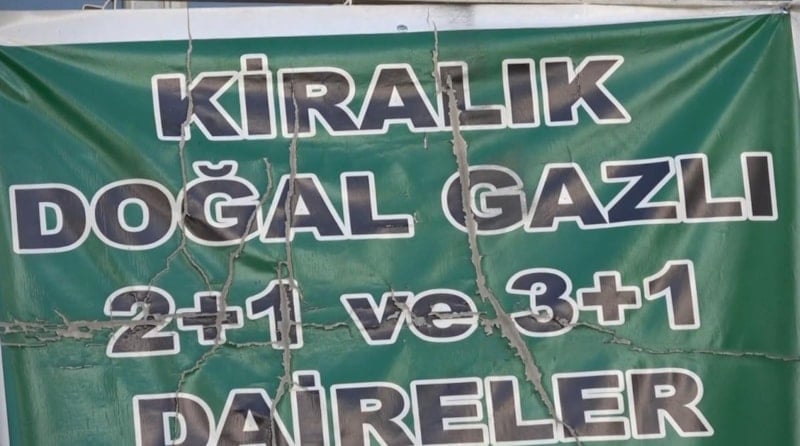 KİRALIK
DOĞAL GAZLI
2+1 ve 3+1
DAİRELER